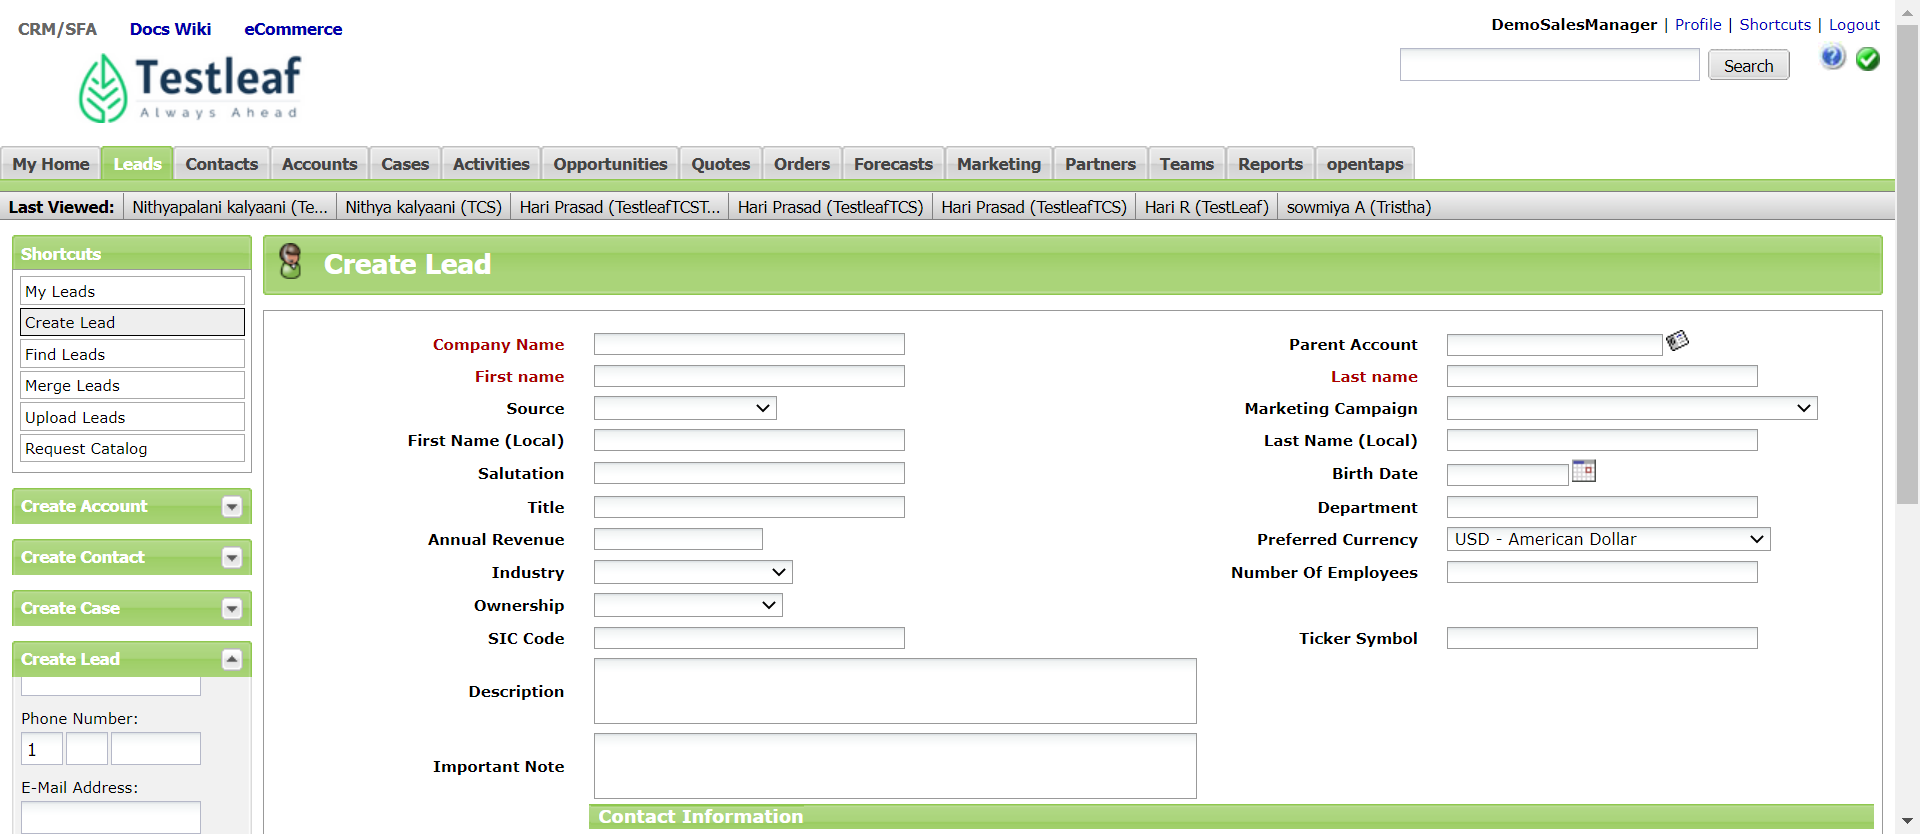 CRM/SFA Docs Wiki eCommerce
DemoSalesManager | Profile | Shortcuts | Logout
Search
Testleaf
Always Ahead
My Home Leads Contacts Accounts Cases Activities Opportunities Quotes Orders Forecasts Marketing Partners Teams Reports opentaps
Last Viewed: Nithyapalani kalyaani (Te... Nithya kalyaani (TCS) Hari Prasad (TestleafTCST... Hari Prasad (TestleafTCS) Hari Prasad (TestleafTCS) Hari R (TestLeaf) sowmiya A (Tristha)
Shortcuts
My Leads
Create Lead
Find Leads
Merge Leads
Upload Leads
Request Catalog
Create Account
Create Contact
Create Case
Create Lead
Phone Number:
1
E-Mail Address:
Create Lead
Company Name Parent Account
First name Last name
Source Marketing Campaign
First Name (Local) Last Name (Local)
Salutation Birth Date
Title Department
Annual Revenue Preferred Currency USD - American Dollar
Industry Number Of Employees
Ownership
SIC Code Ticker Symbol
Description
Important Note
Contact Information